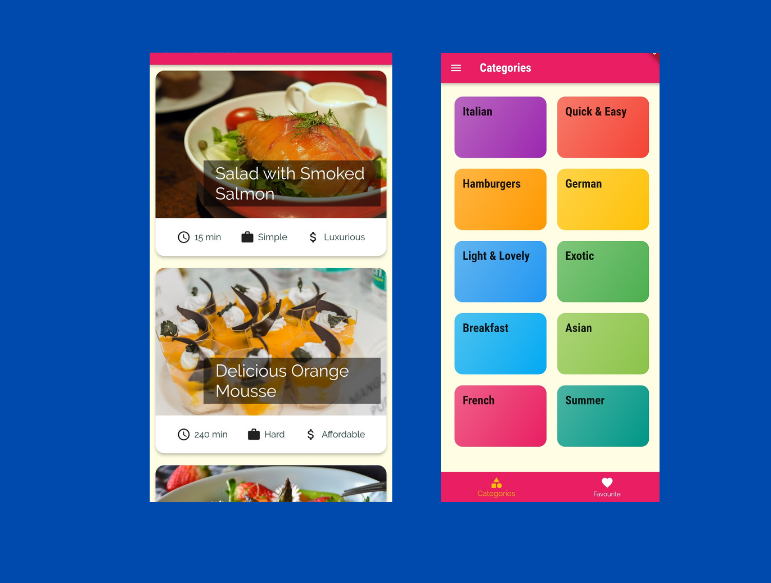 Salad with Smoked
Salmon
15 min
Simple
Luxurious
Delicious Orange
Mousse
240 min
Hard
Affordable
Categories
Italian
Quick & Easy
Hamburgers
German
Light & Lovely
Exotic
Breakfast
Asian
French
Summer
Categories
Favourite